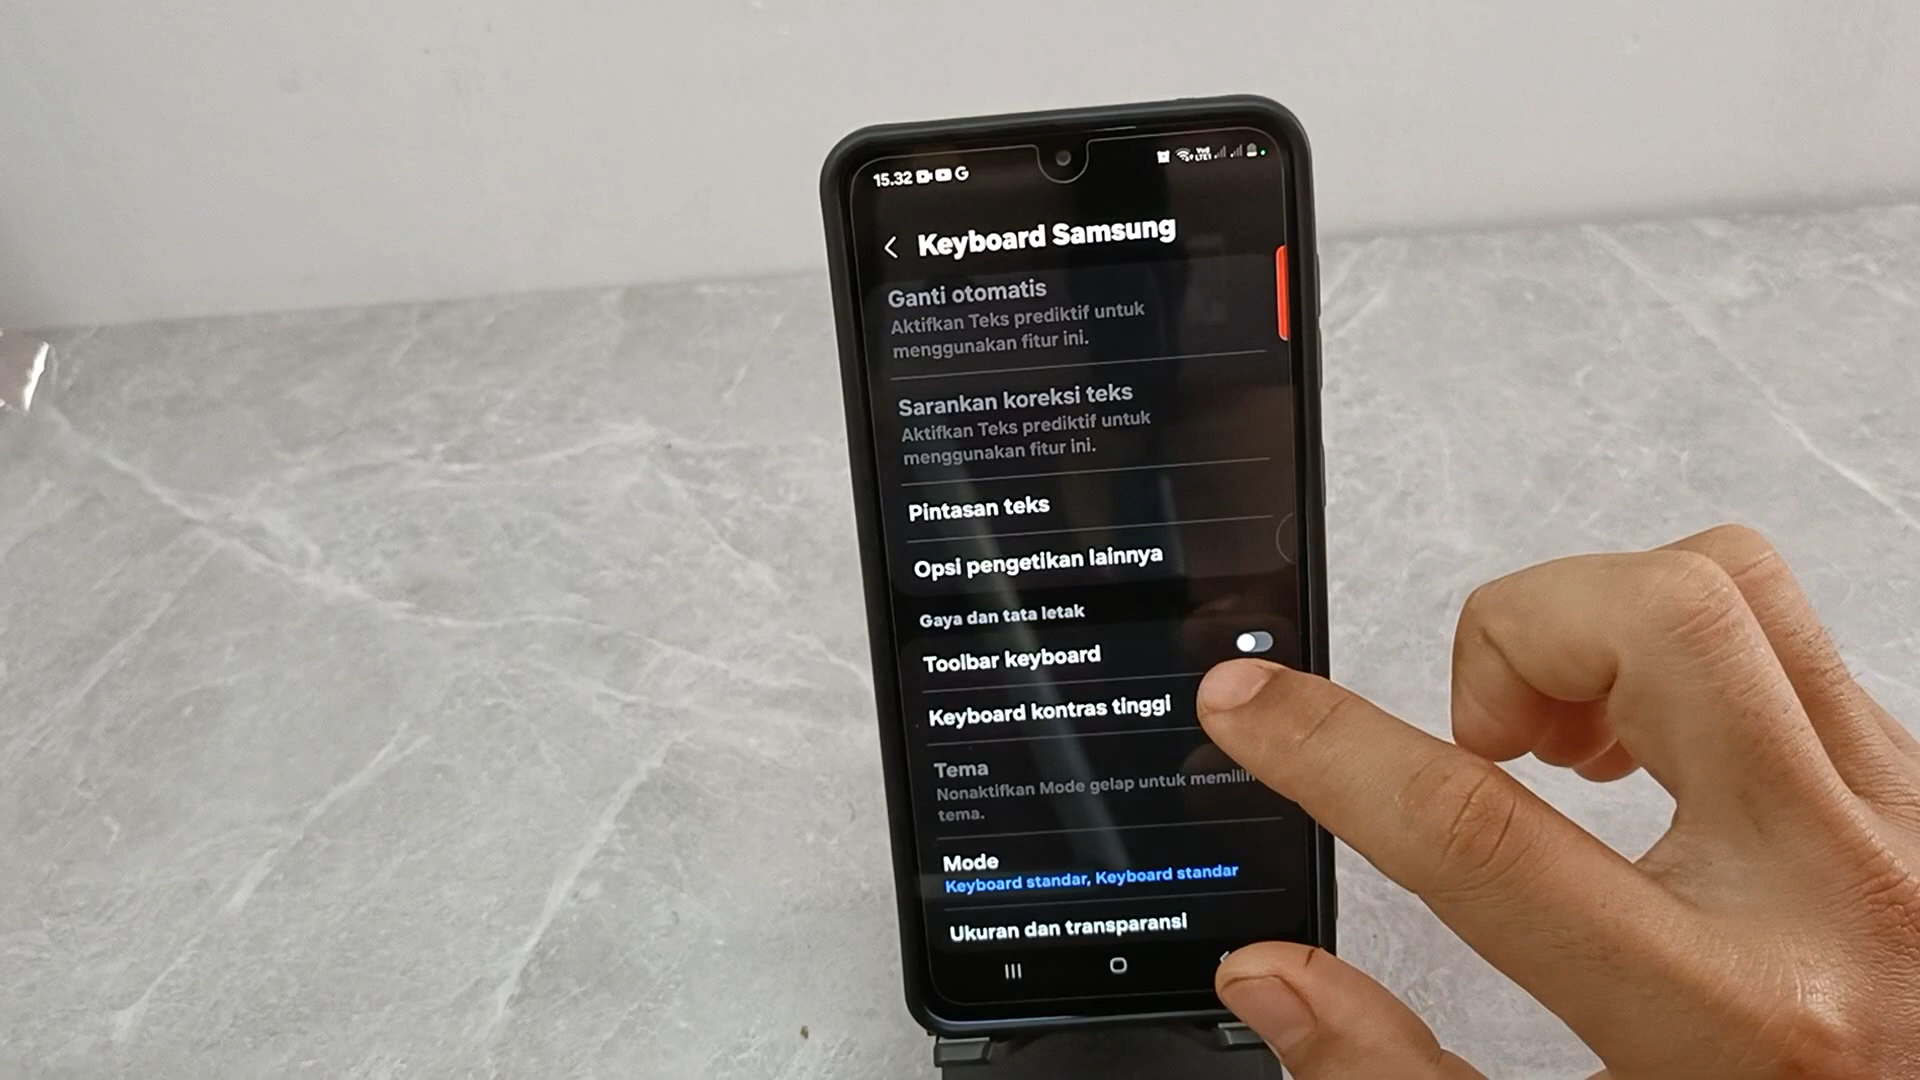 15.32 G
Keyboard Samsung
Ganti otomatis
Aktifkan Teks prediktif untuk
menggunakan fitur ini.
Sarankan koreksi teks
Aktifkan Teks prediktif untuk
menggunakan fitur ini.
Pintasan teks
Opsi pengetikan lainnya
Gaya dan tata letak
Toolbar keyboard
Keyboard kontras tinggi
Tema
Nonaktifkan Mode gelap untuk memilih
tema.
Mode
Keyboard standar, Keyboard standar
Ukuran dan transparansi